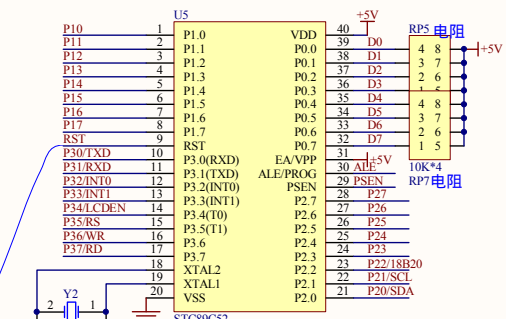 U5
+5V
P10 1 P1.0 VDD 40
P11 2 P1.1 P0.0 39 D0
P12 3 P1.2 P0.1 38 D1
P13 4 P1.3 P0.2 37 D2
P14 5 P1.4 P0.3 36 D3
P15 6 P1.5 P0.4 35 D4
P16 7 P1.6 P0.5 34 D5
P17 8 P1.7 P0.6 33 D6
RST 9 RST P0.7 32 D7
P30/TXD 10 P3.0(RXD) EA/VPP 31 +5V
P31/RXD 11 P3.1(TXD) ALE/PROG 30 ALE
P32/INT0 12 P3.2(INT0) PSEN 29 PSEN
P33/INT1 13 P3.3(INT1) P2.7 28 P27
P34/LCDEN 14 P3.4(T0) P2.6 27 P26
P35/RS 15 P3.5(T1) P2.5 26 P25
P36/WR 16 P3.6 P2.4 25 P24
P37/RD 17 P3.7 P2.3 24 P23
18 XTAL2 P2.2 23 P22/18B20
19 XTAL1 P2.1 22 P21/SCL
20 VSS P2.0 21 P20/SDA
STC89C52
Y2
2 1
RP5 电阻
4 8 +5V
3 7
2 6
1 5
4 8
3 7
2 6
1 5
10K*4
RP7 电阻